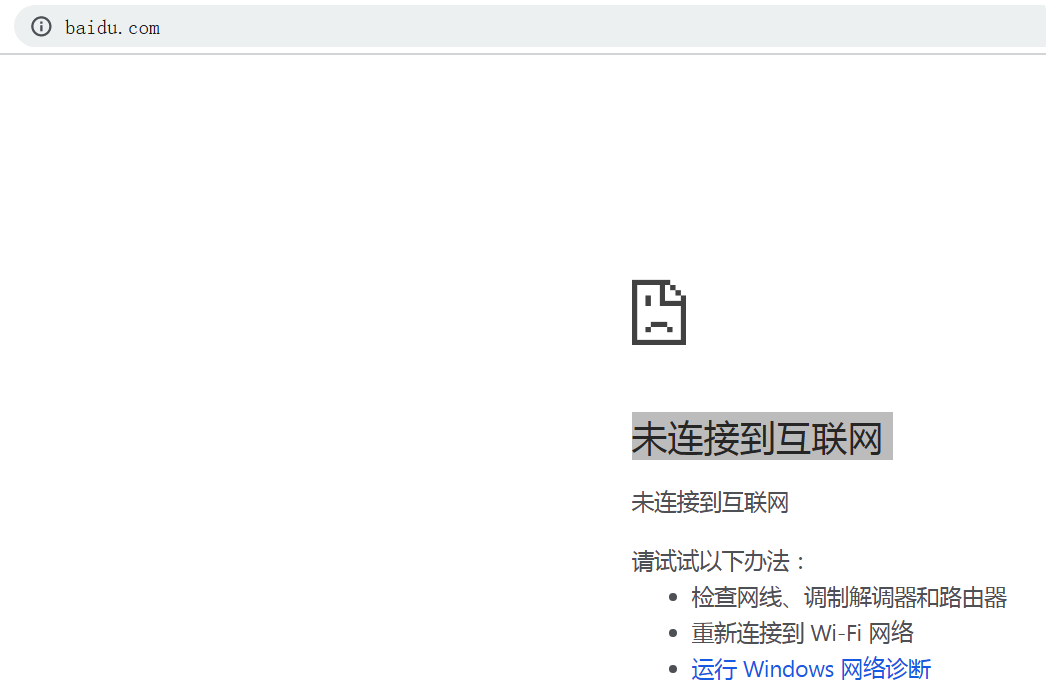 baidu.com
未连接到互联网
未连接到互联网
请试试以下办法：
检查网线、调制解调器和路由器
重新连接到 Wi-Fi 网络
运行 Windows 网络诊断